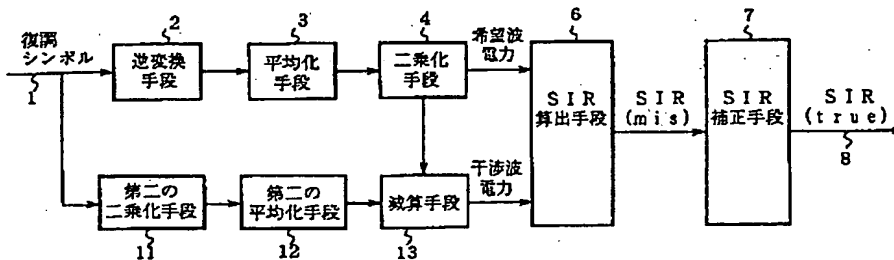 2
3
4
6
7
復調
シンボル
1
逆変換
手段
平均化
手段
二乗化
手段
希望波
電力
SIR
算出手段
SIR
(mis)
SIR
補正手段
SIR
(true)
8
第二の
二乗化手段
11
第二の
平均化手段
12
減算手段
13
干渉波
電力